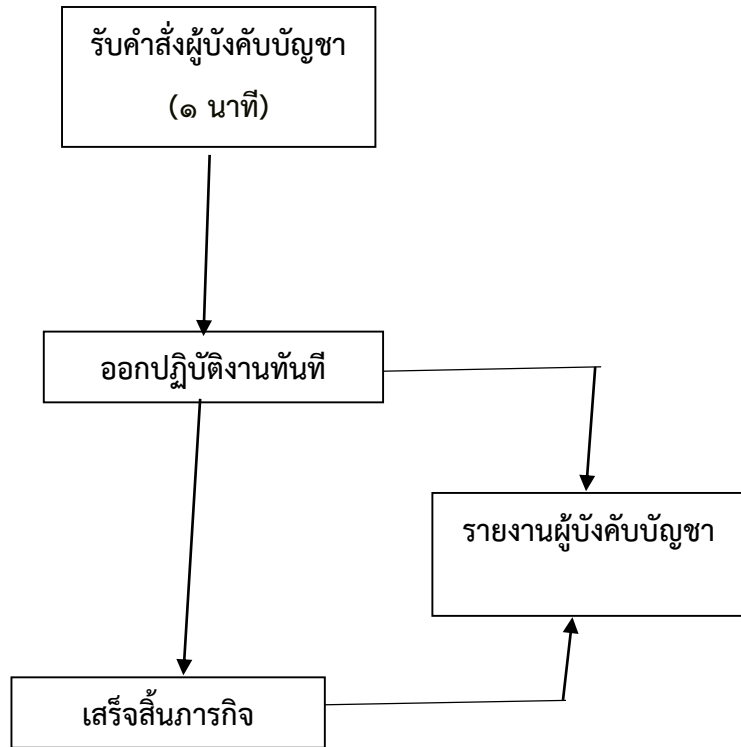 รับคำสั่งผู้บังคับบัญชา
(๑ นาที)
ออกปฏิบัติงานทันที
รายงานผู้บังคับบัญชา
เสร็จสิ้นภารกิจ